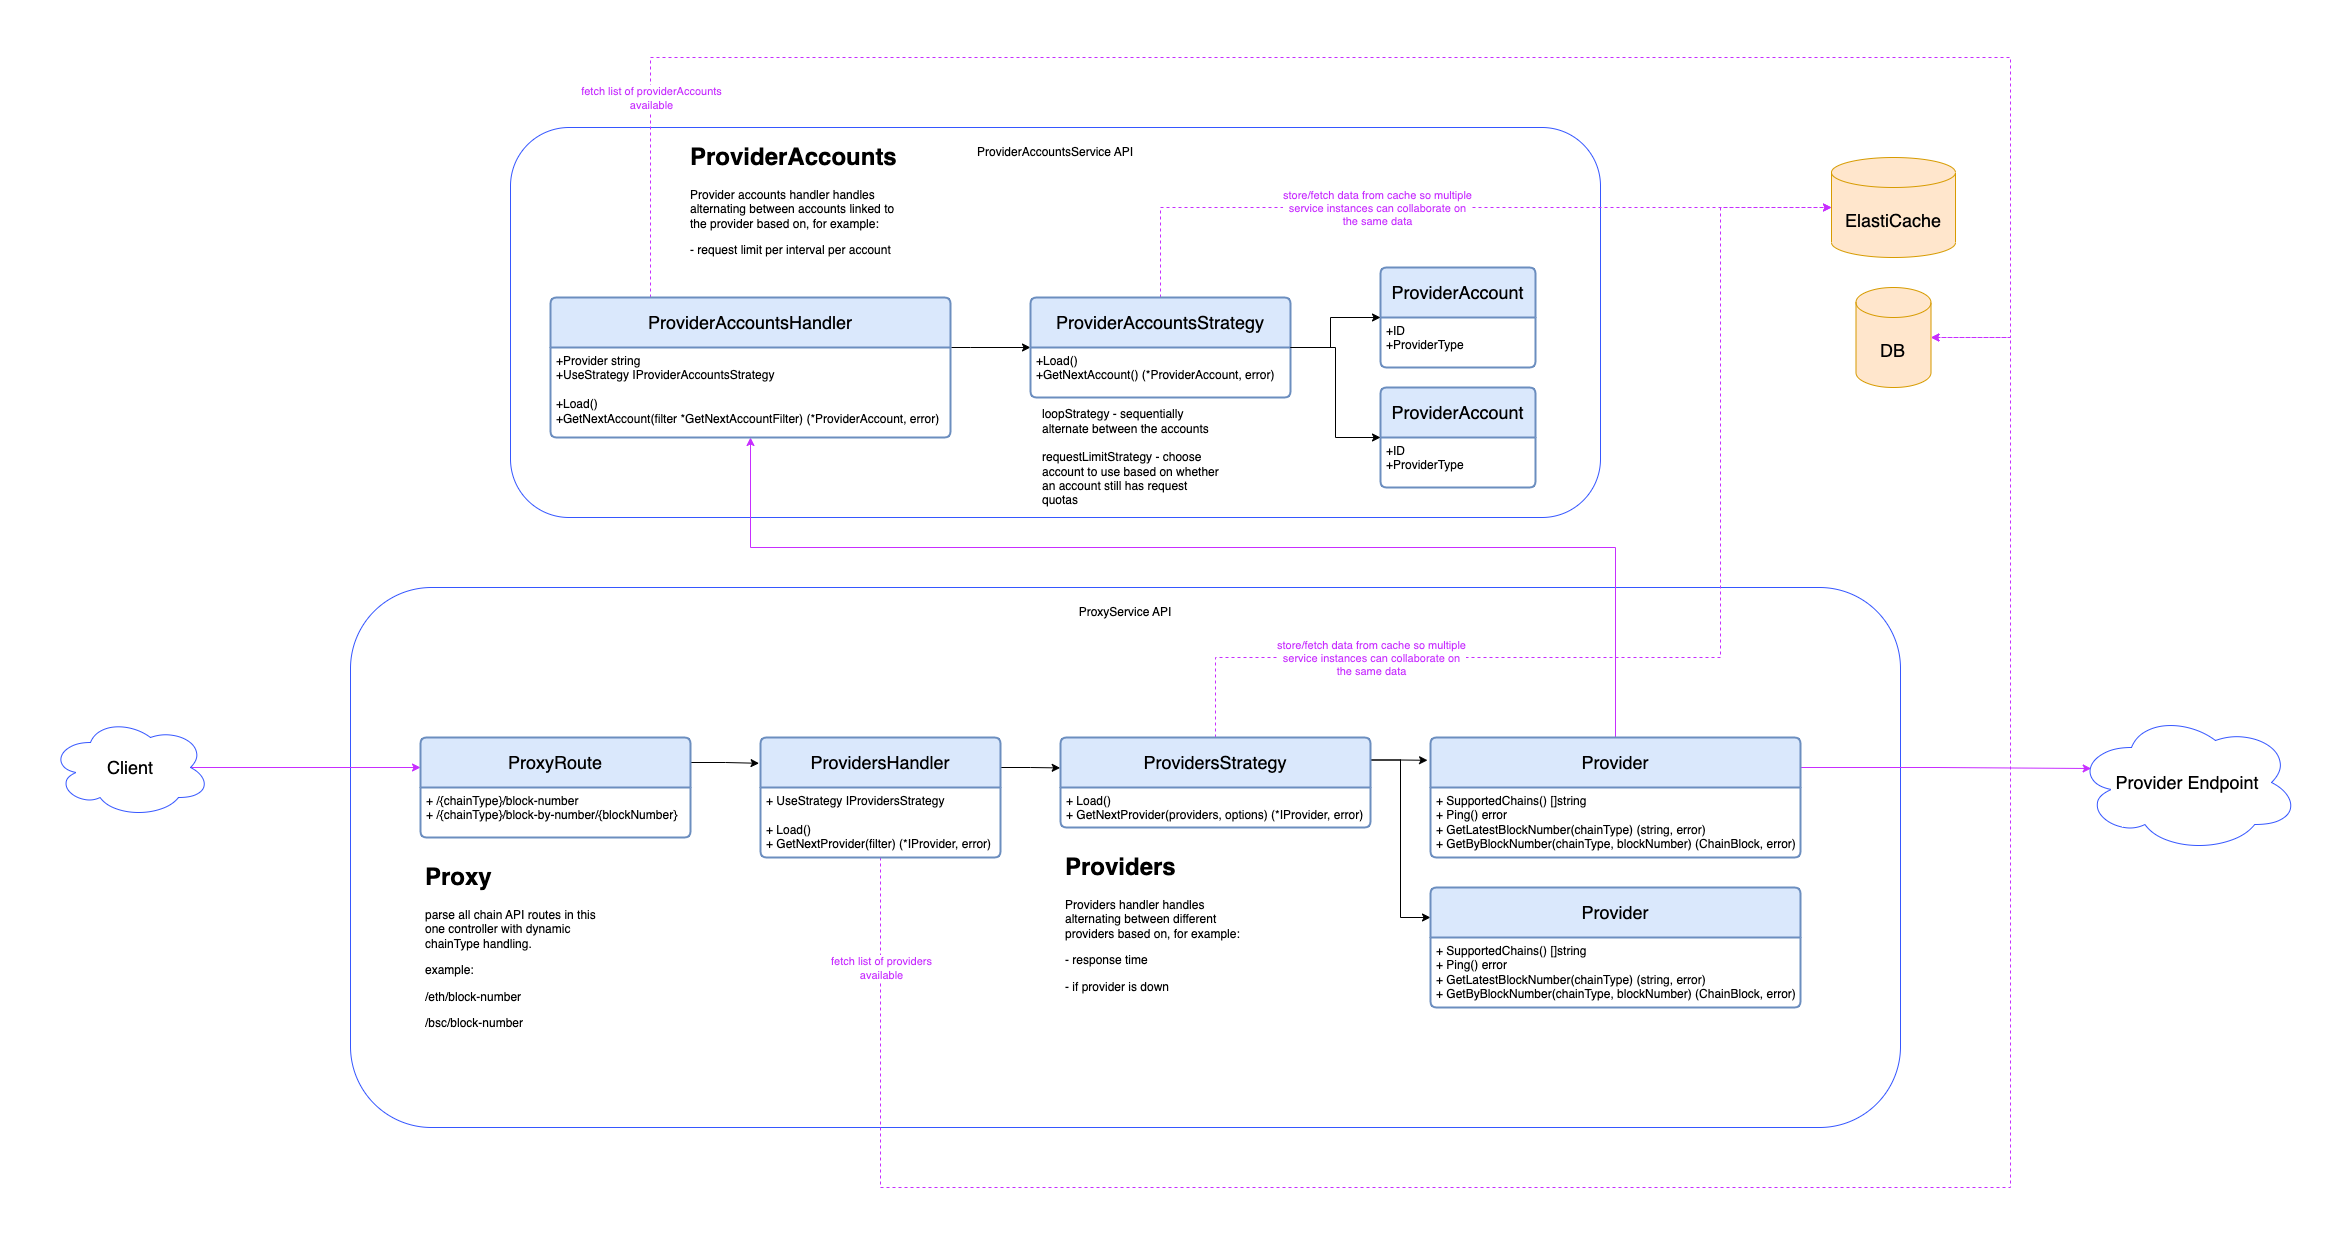 fetch list of providerAccounts
available
ProviderAccounts
ProviderAccountsService API
Provider accounts handler handles
alternating between accounts linked to
the provider based on, for example:
- request limit per interval per account
store/fetch data from cache so multiple
service instances can collaborate on
the same data
ElastiCache
DB
ProviderAccountsHandler
+Provider string
+UseStrategy IProviderAccountsStrategy
+Load()
+GetNextAccount(filter *GetNextAccountFilter) (*ProviderAccount, error)
ProviderAccountsStrategy
+Load()
+GetNextAccount() (*ProviderAccount, error)
loopStrategy - sequentially
alternate between the accounts
requestLimitStrategy - choose
account to use based on whether
an account still has request
quotas
ProviderAccount
+ID
+ProviderType
ProviderAccount
+ID
+ProviderType
ProxyService API
store/fetch data from cache so multiple
service instances can collaborate on
the same data
Client
ProxyRoute
+ /{chainType}/block-number
+ /{chainType}/block-by-number/{blockNumber}
Proxy
parse all chain API routes in this
one controller with dynamic
chainType handling.
example:
/eth/block-number
/bsc/block-number
ProvidersHandler
+ UseStrategy IProvidersStrategy
+ Load()
+ GetNextProvider(filter) (*IProvider, error)
fetch list of providers
available
ProvidersStrategy
+ Load()
+ GetNextProvider(providers, options) (*IProvider, error)
Providers
Providers handler handles
alternating between different
providers based on, for example:
- response time
- if provider is down
Provider
+ SupportedChains() []string
+ Ping() error
+ GetLatestBlockNumber(chainType) (string, error)
+ GetByBlockNumber(chainType, blockNumber) (ChainBlock, error)
Provider
+ SupportedChains() []string
+ Ping() error
+ GetLatestBlockNumber(chainType) (string, error)
+ GetByBlockNumber(chainType, blockNumber) (ChainBlock, error)
Provider Endpoint